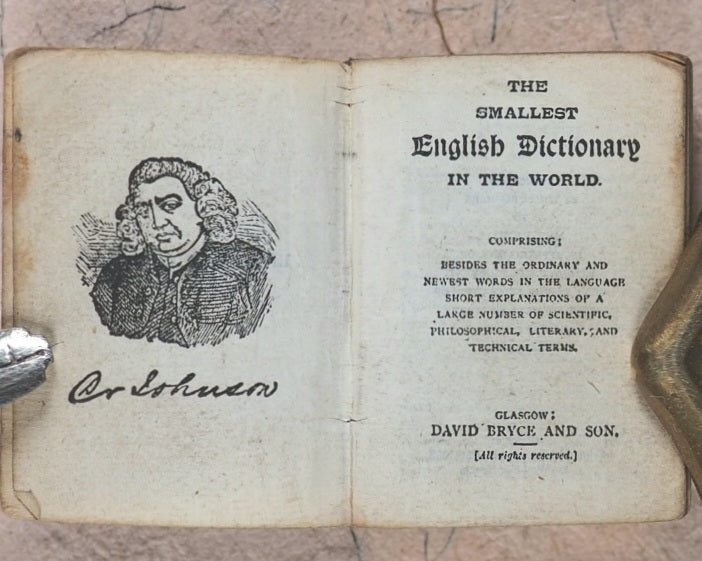 Dr Johnson
THE
SMALLEST
English Dictionary
IN THE WORLD.
COMPRISING;
BESIDES THE ORDINARY AND
NEWEST WORDS IN THE LANGUAGE
SHORT EXPLANATIONS OF A
LARGE NUMBER OF SCIENTIFIC,
PHILOSOPHICAL, LITERARY, AND
TECHNICAL TERMS.
GLASGOW:
DAVID BRYCE AND SON.
[All rights reserved.]